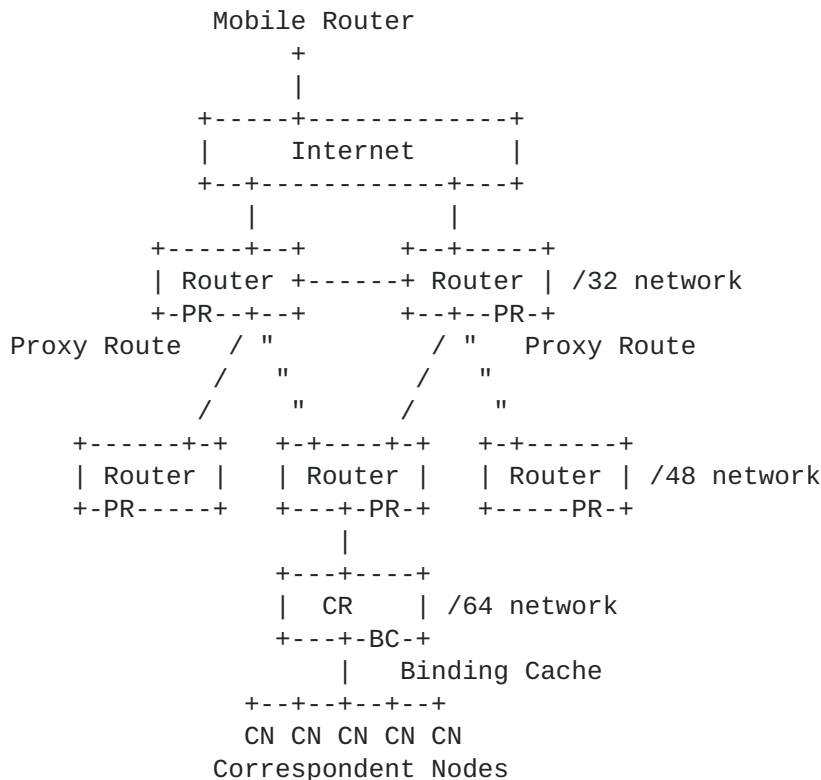 Mobile Router
Internet
Router Router /32 network
PR PR
Proxy Route Proxy Route
Router Router Router /48 network
PR PR PR
CR /64 network
BC
Binding Cache
CN CN CN CN CN
Correspondent Nodes